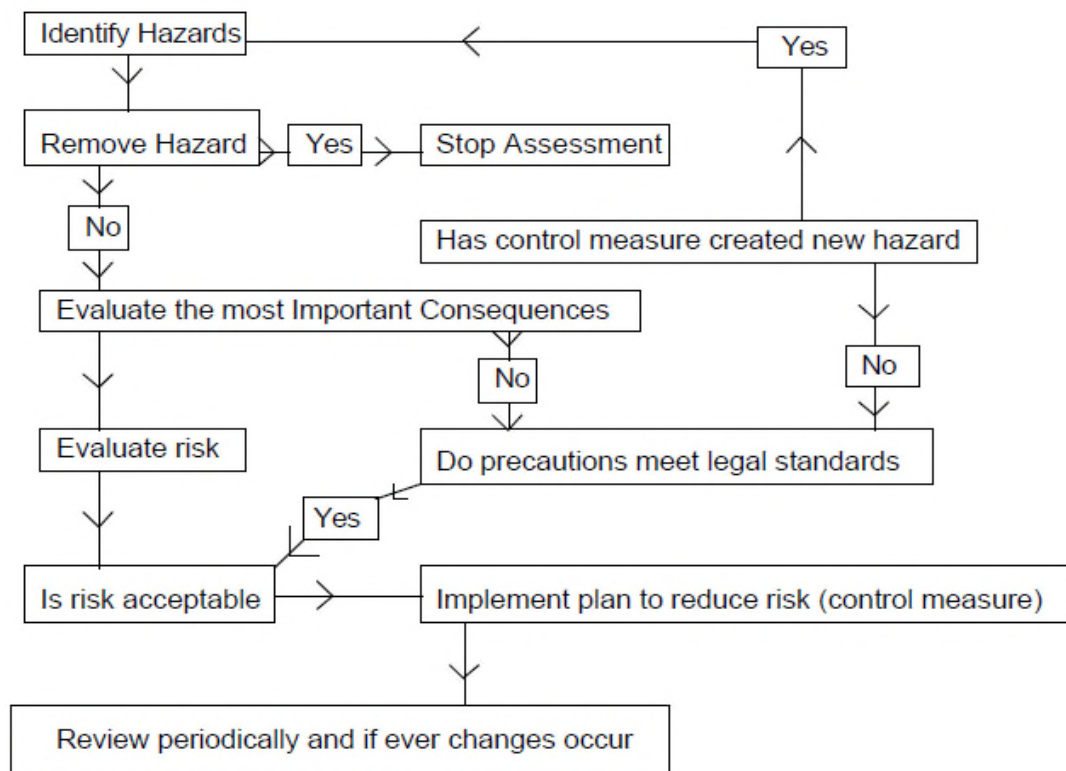 Identify Hazards
Yes
Remove Hazard
Yes
Stop Assessment
No
Has control measure created new hazard
Evaluate the most Important Consequences
No
No
Evaluate risk
Do precautions meet legal standards
Yes
Is risk acceptable
Implement plan to reduce risk (control measure)
Review periodically and if ever changes occur